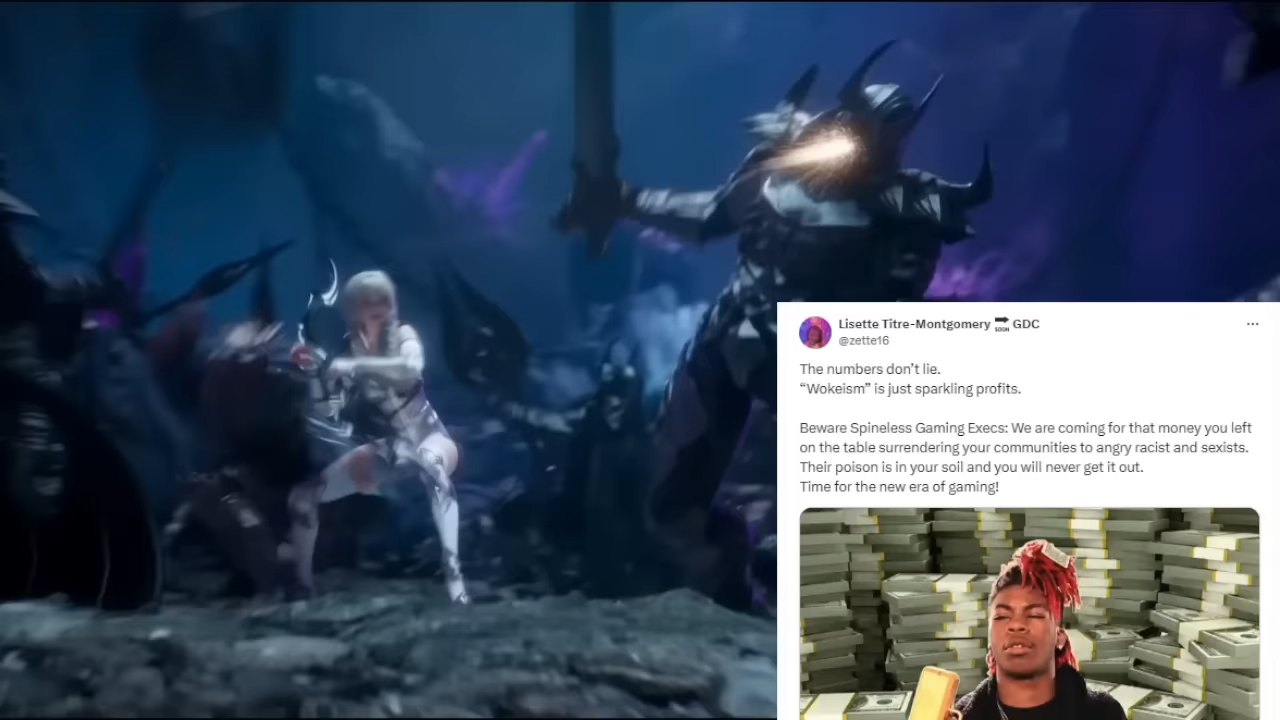 Lisette Titre-Montgomery 🔜 GDC
@zette16
The numbers don’t lie.
“Wokeism” is just sparkling profits.
Beware Spineless Gaming Execs: We are coming for that money you left
on the table surrendering your communities to angry racist and sexists.
Their poison is in your soil and you will never get it out.
Time for the new era of gaming!